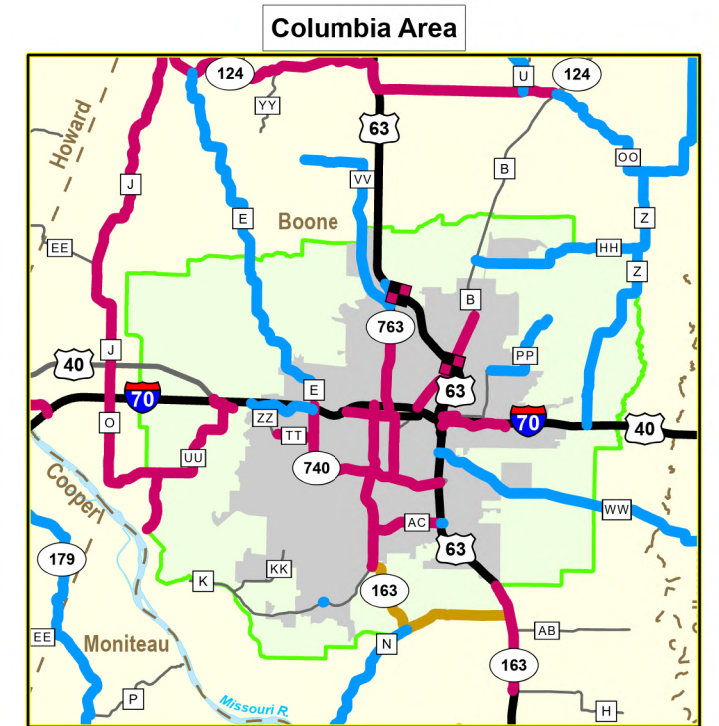 Columbia Area
124
U
124
YY
Howard
63
OO
B
VV
J
E
Boone
Z
EE
HH
Z
B
763
J
40
PP
E
63
70
ZZ
70
40
O
TT
UU
740
Cooper
WW
AC
63
179
KK
K
163
EE
Moniteau
N
AB
163
P
Missouri R.
H